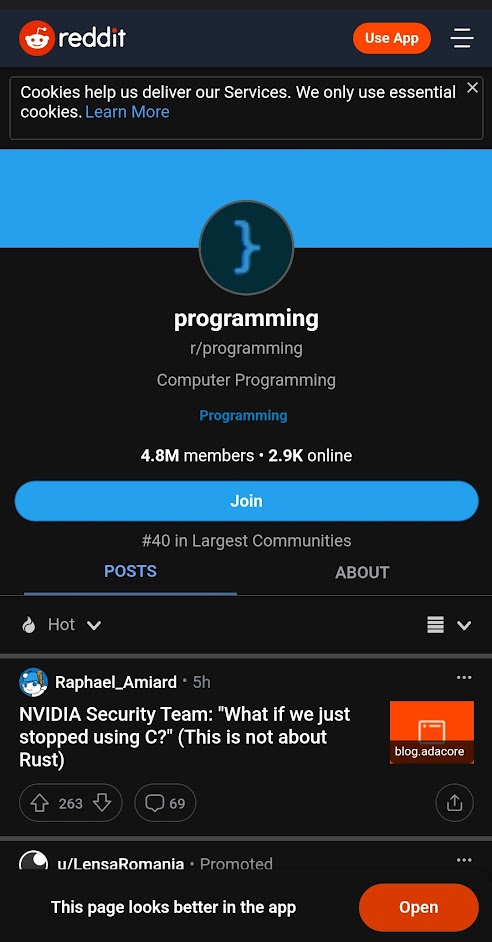 reddit
Use App
Cookies help us deliver our Services. We only use essential
cookies. Learn More
}
programming
r/programming
Computer Programming
Programming
4.8M members • 2.9K online
Join
#40 in Largest Communities
POSTS
ABOUT
Hot
Raphael_Amiard • 5h
NVIDIA Security Team: "What if we just
stopped using C?" (This is not about
Rust)
blog.adacore
263
69
u/LensaRomania • Promoted
This page looks better in the app
Open